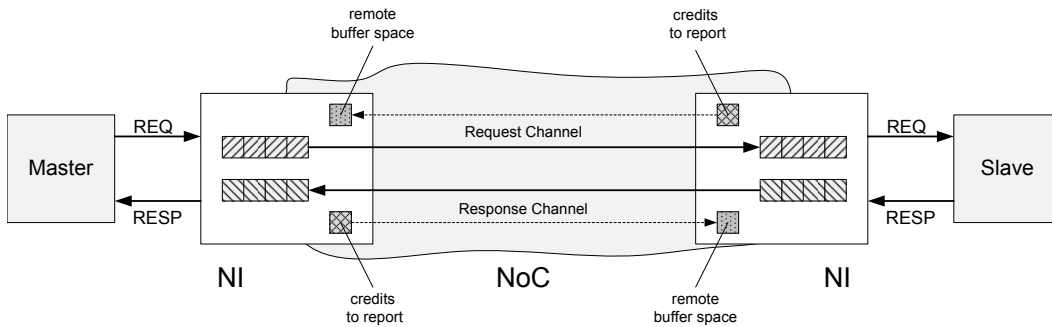 remote
buffer space
credits
to report
REQ
Request Channel
REQ
Master
Slave
RESP
Response Channel
RESP
NI
NoC
NI
credits
to report
remote
buffer space